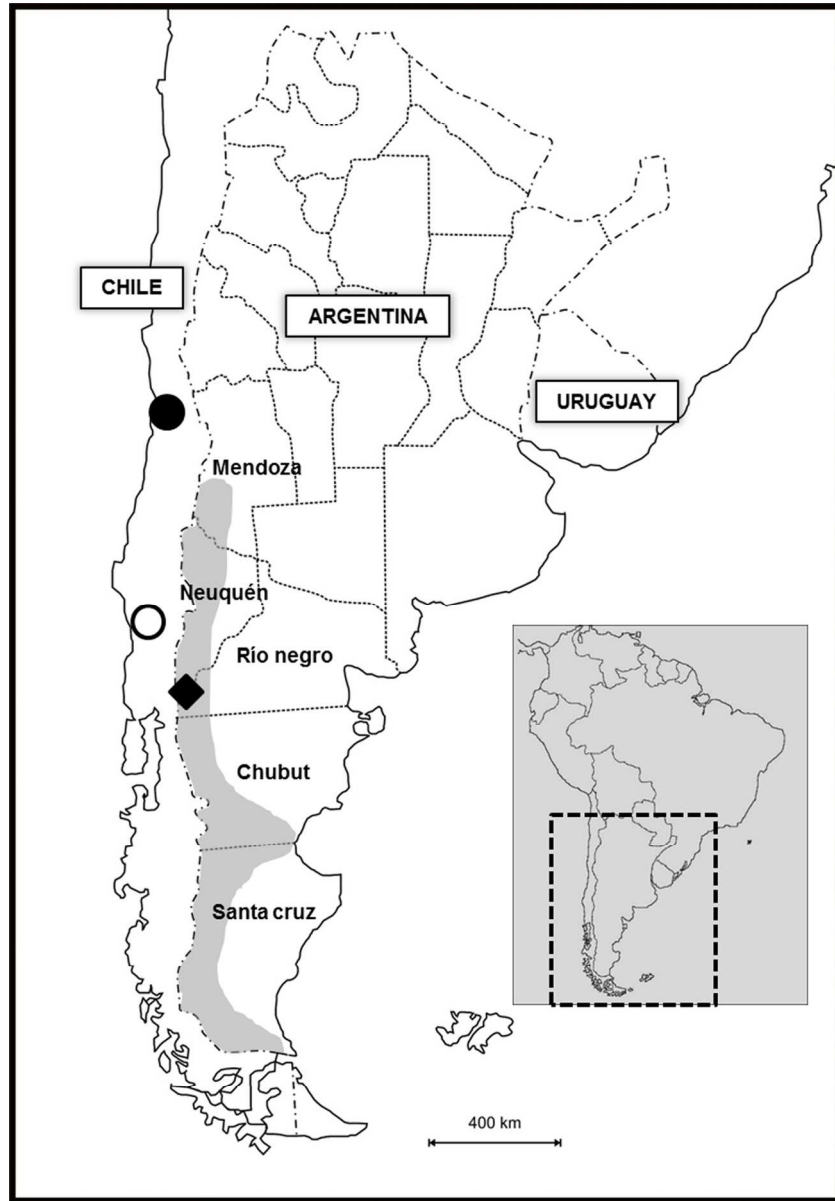 CHILE
ARGENTINA
URUGUAY
Mendoza
Neuquén
Río negro
Chubut
Santa cruz
400 km